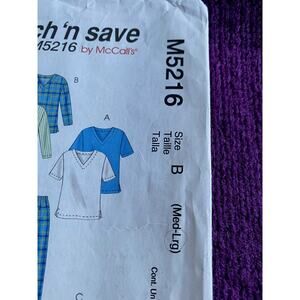 ch 'n save
M5216 by McCall's®
B
A
C
M5216
Size
Taille
Talla
B
(Med-Lrg)
Cont. Un